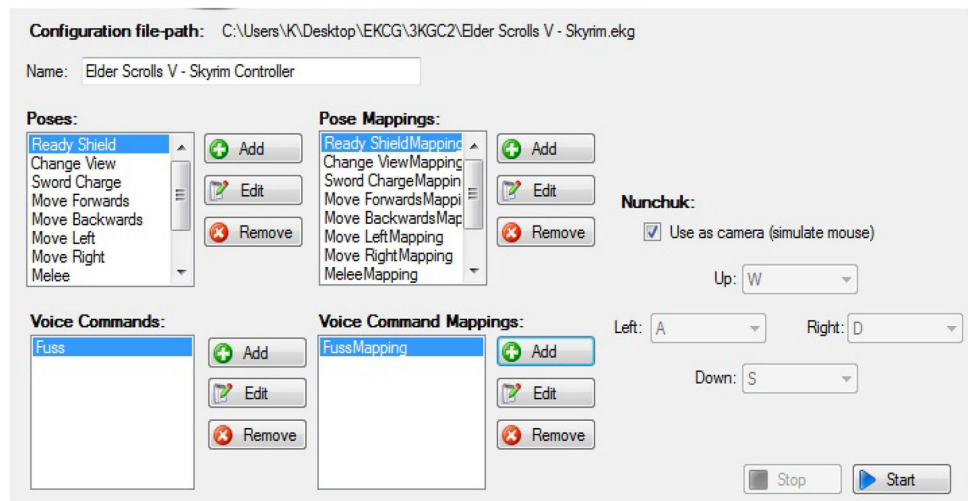 Configuration file-path: C:\Users\K\Desktop\EKCG\3KGC2\Elder Scrolls V - Skyrim.ekg
Name: Elder Scrolls V - Skyrim Controller
Poses:
Ready Shield
Change View
Sword Charge
Move Forwards
Move Backwards
Move Left
Move Right
Melee
Add
Edit
Remove
Pose Mappings:
Ready ShieldMapping
Change ViewMapping
Sword ChargeMappin
Move ForwardsMappi
Move BackwardsMap
Move LeftMapping
Move RightMapping
MeleeMapping
Add
Edit
Remove
Nunchuk:
Use as camera (simulate mouse)
Up: W
Left: A Right: D
Down: S
Voice Commands:
Fuss
Add
Edit
Remove
Voice Command Mappings:
FussMapping
Add
Edit
Remove
Stop Start